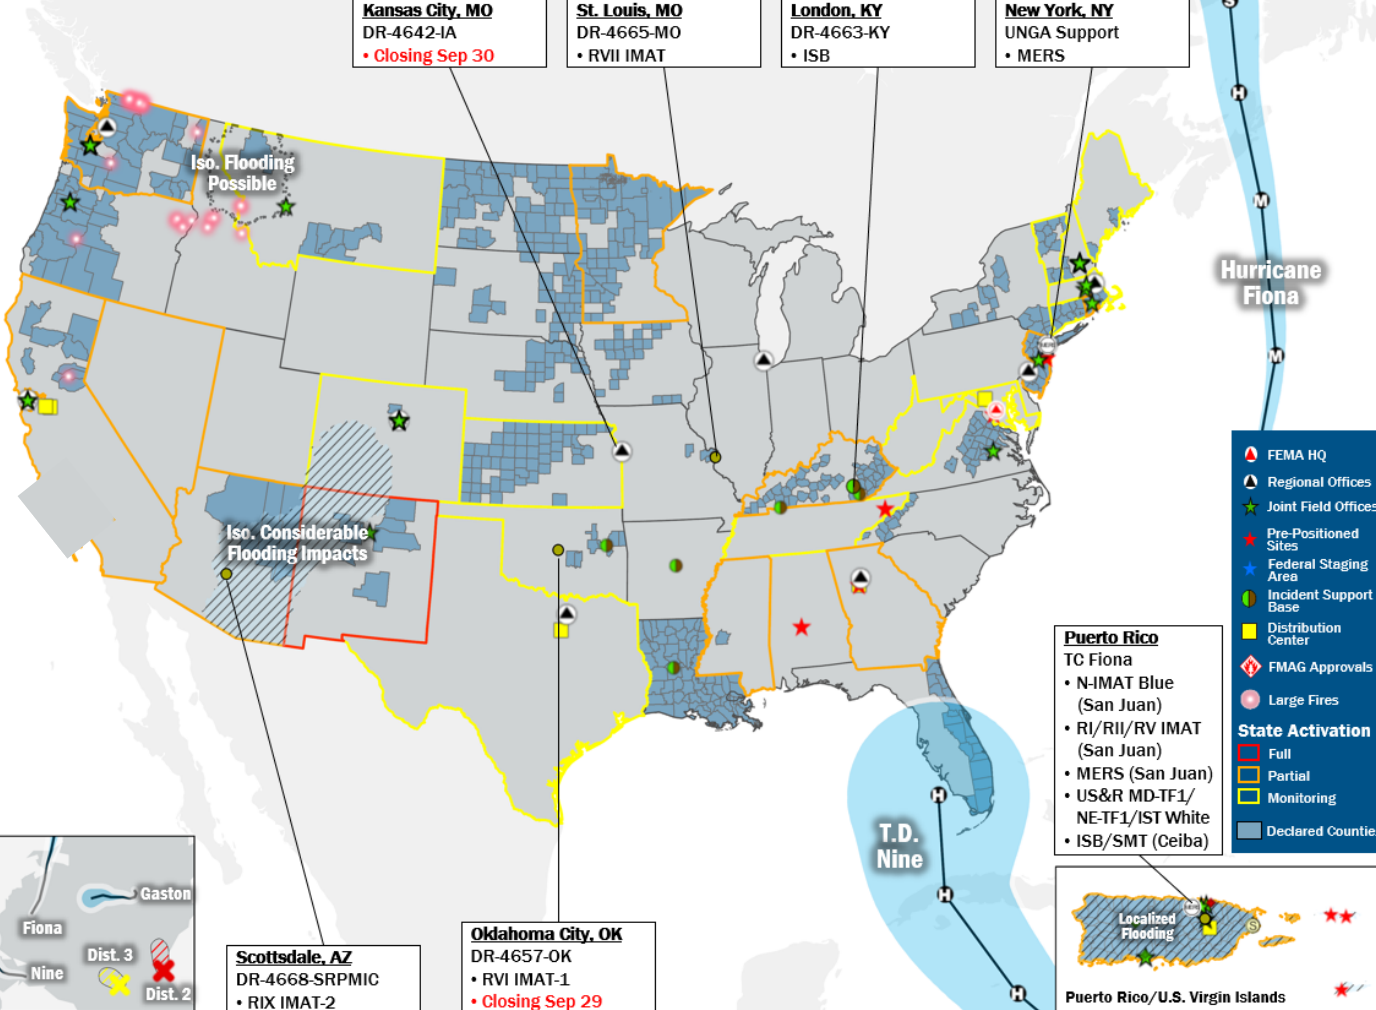 Kansas City, MO
DR-4642-IA
• Closing Sep 30
St. Louis, MO
DR-4665-MO
• RVII IMAT
London, KY
DR-4663-KY
• ISB
New York, NY
UNGA Support
• MERS
S
H
M
M
Iso. Flooding
Possible
Hurricane
Fiona
Iso. Considerable
Flooding Impacts
FEMA HQ
Regional Offices
Joint Field Offices
Pre-Positioned
Sites
Federal Staging
Area
Incident Support
Base
Distribution
Center
FMAG Approvals
Large Fires
State Activation
Full
Partial
Monitoring
Declared Countie
Puerto Rico
TC Fiona
• N-IMAT Blue
(San Juan)
• RI/RII/RV IMAT
(San Juan)
• MERS (San Juan)
• US&R MD-TF1/
NE-TF1/IST White
• ISB/SMT (Ceiba)
H
T.D.
Nine
H
H
Gaston
Fiona
Dist. 3
Nine
Dist. 2
Scottsdale, AZ
DR-4668-SRPMIC
• RIX IMAT-2
Oklahoma City, OK
DR-4657-OK
• RVI IMAT-1
• Closing Sep 29
Localized
Flooding
S
Puerto Rico/U.S. Virgin Islands